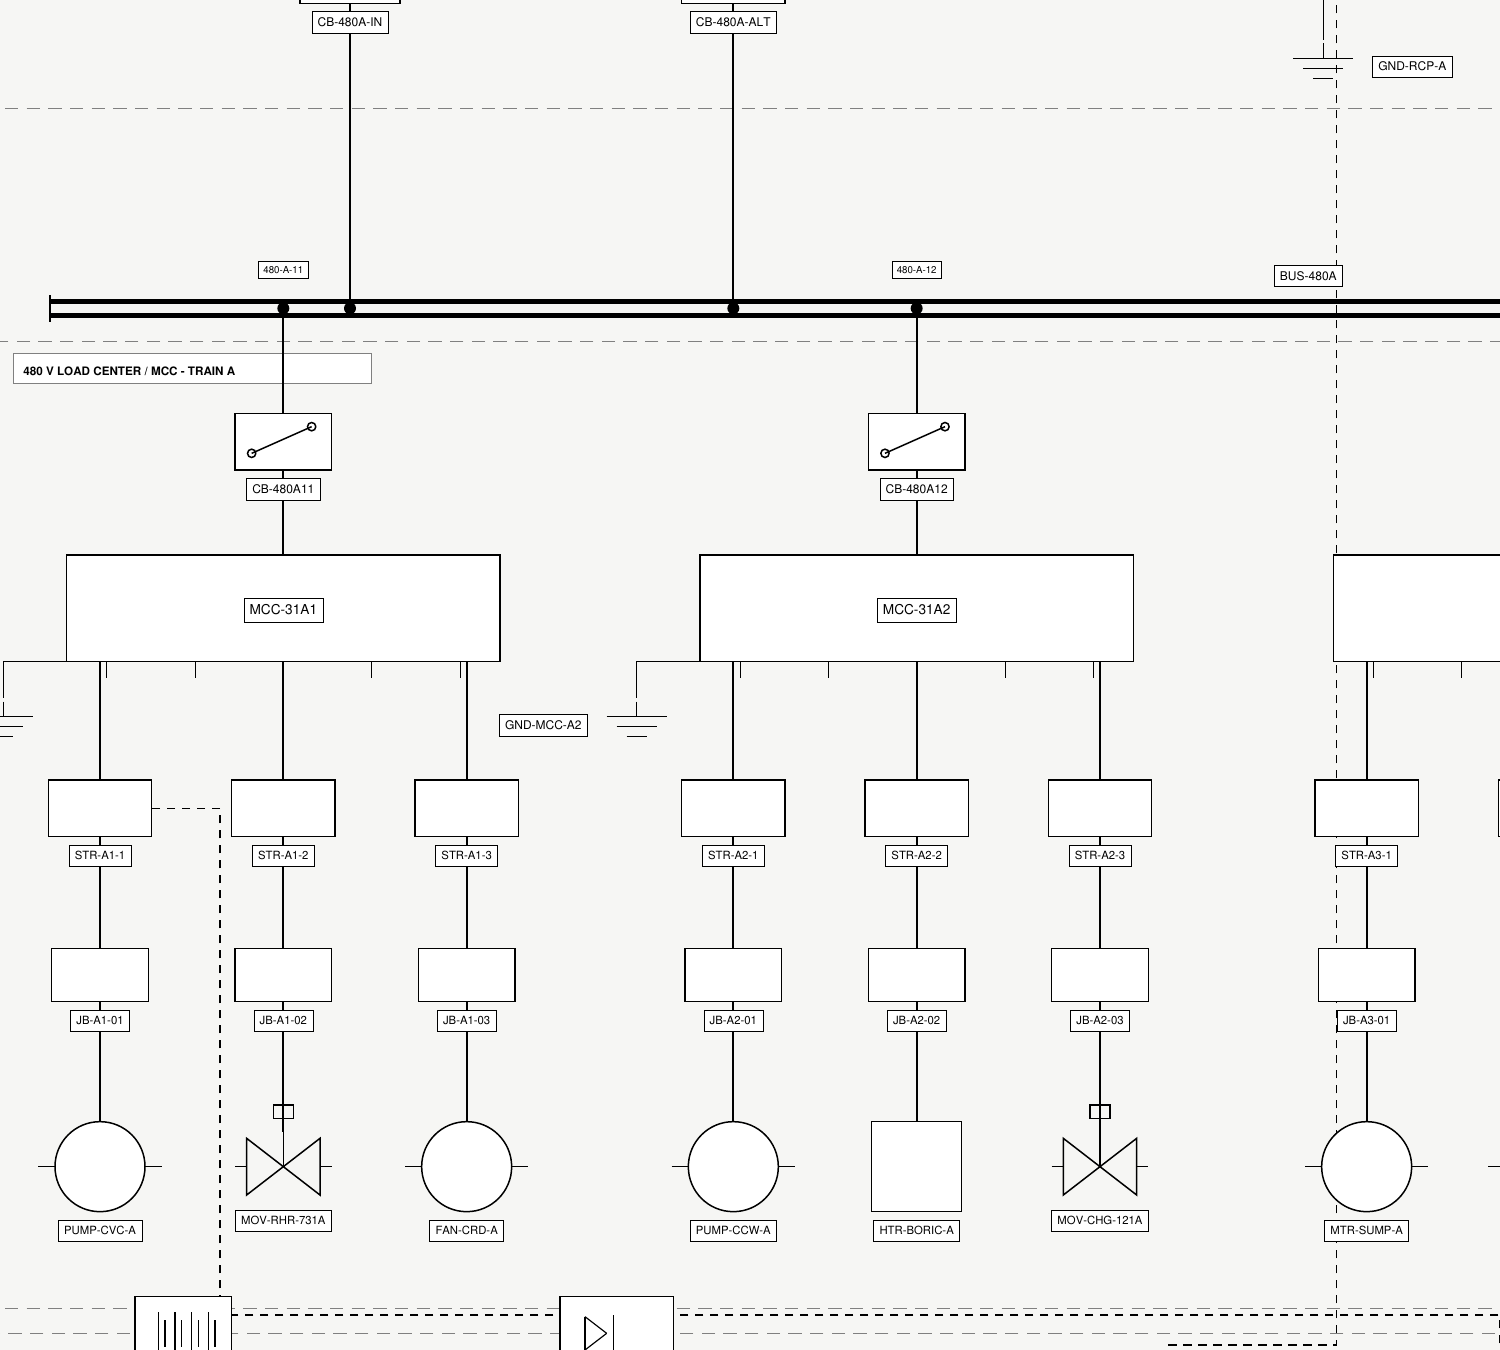 CB-480A-IN
CB-480A-ALT
GND-RCP-A
480-A-11
480-A-12
BUS-480A
480 V LOAD CENTER / MCC - TRAIN A
CB-480A11
CB-480A12
MCC-31A1
MCC-31A2
GND-MCC-A2
STR-A1-1
STR-A1-2
STR-A1-3
STR-A2-1
STR-A2-2
STR-A2-3
STR-A3-1
JB-A1-01
JB-A1-02
JB-A1-03
JB-A2-01
JB-A2-02
JB-A2-03
JB-A3-01
PUMP-CVC-A
MOV-RHR-731A
FAN-CRD-A
PUMP-CCW-A
HTR-BORIC-A
MOV-CHG-121A
MTR-SUMP-A